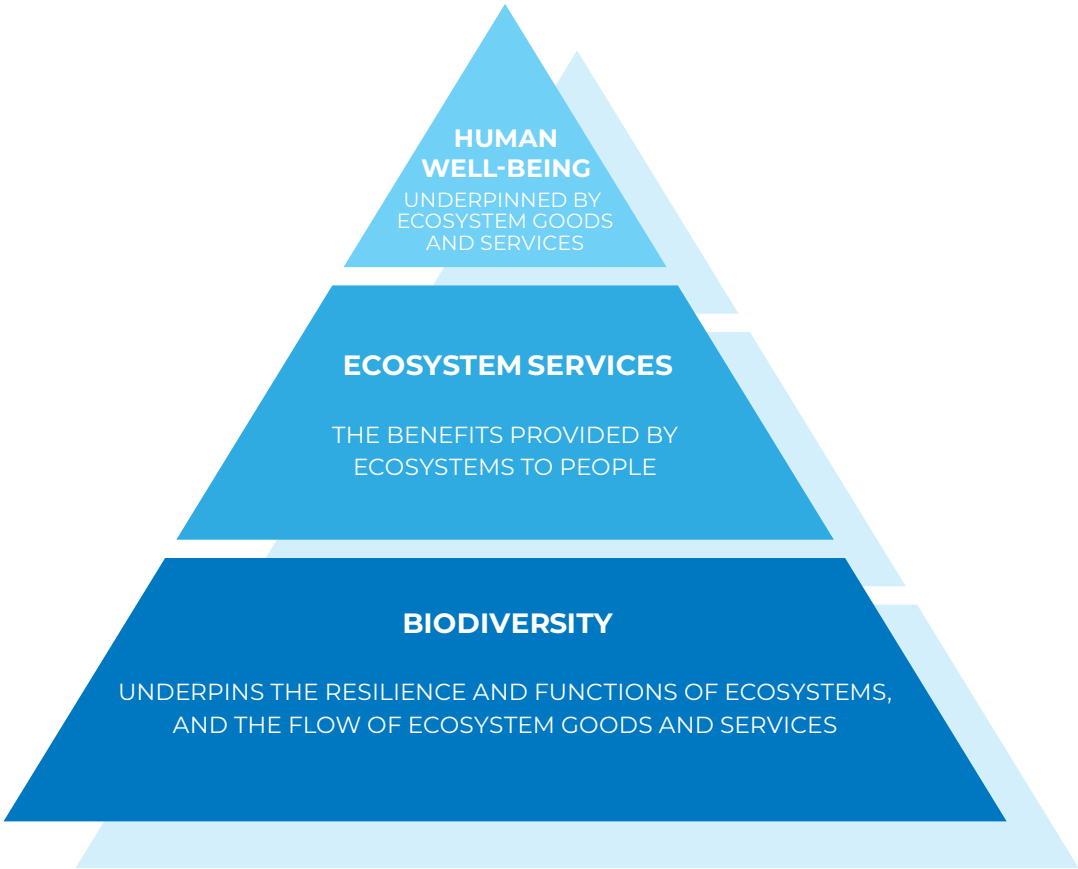 HUMAN
WELL-BEING
UNDERPINNED BY
ECOSYSTEM GOODS
AND SERVICES
ECOSYSTEM SERVICES
THE BENEFITS PROVIDED BY
ECOSYSTEMS TO PEOPLE
BIODIVERSITY
UNDERPINS THE RESILIENCE AND FUNCTIONS OF ECOSYSTEMS,
AND THE FLOW OF ECOSYSTEM GOODS AND SERVICES